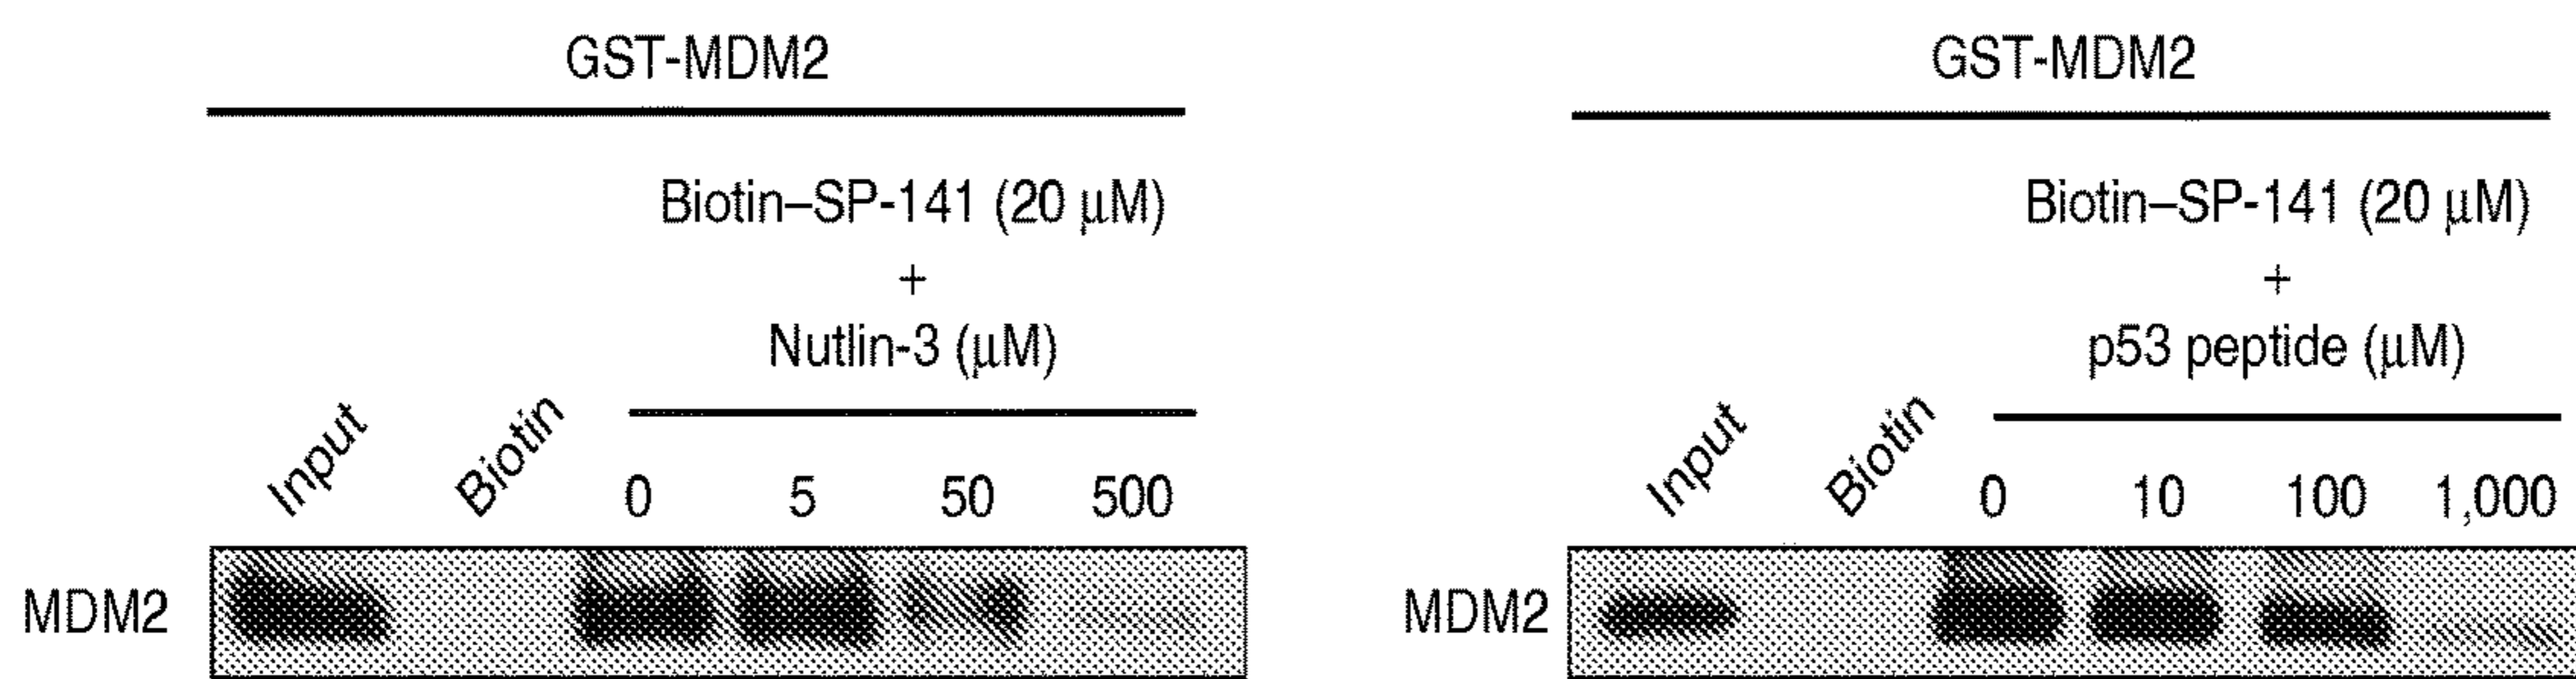 GST-MDM2
Biotin–SP-141 (20 μM)
+
Nutlin-3 (μM)
Input Biotin 0 5 50 500
MDM2
GST-MDM2
Biotin–SP-141 (20 μM)
+
p53 peptide (μM)
Input Biotin 0 10 100 1,000
MDM2